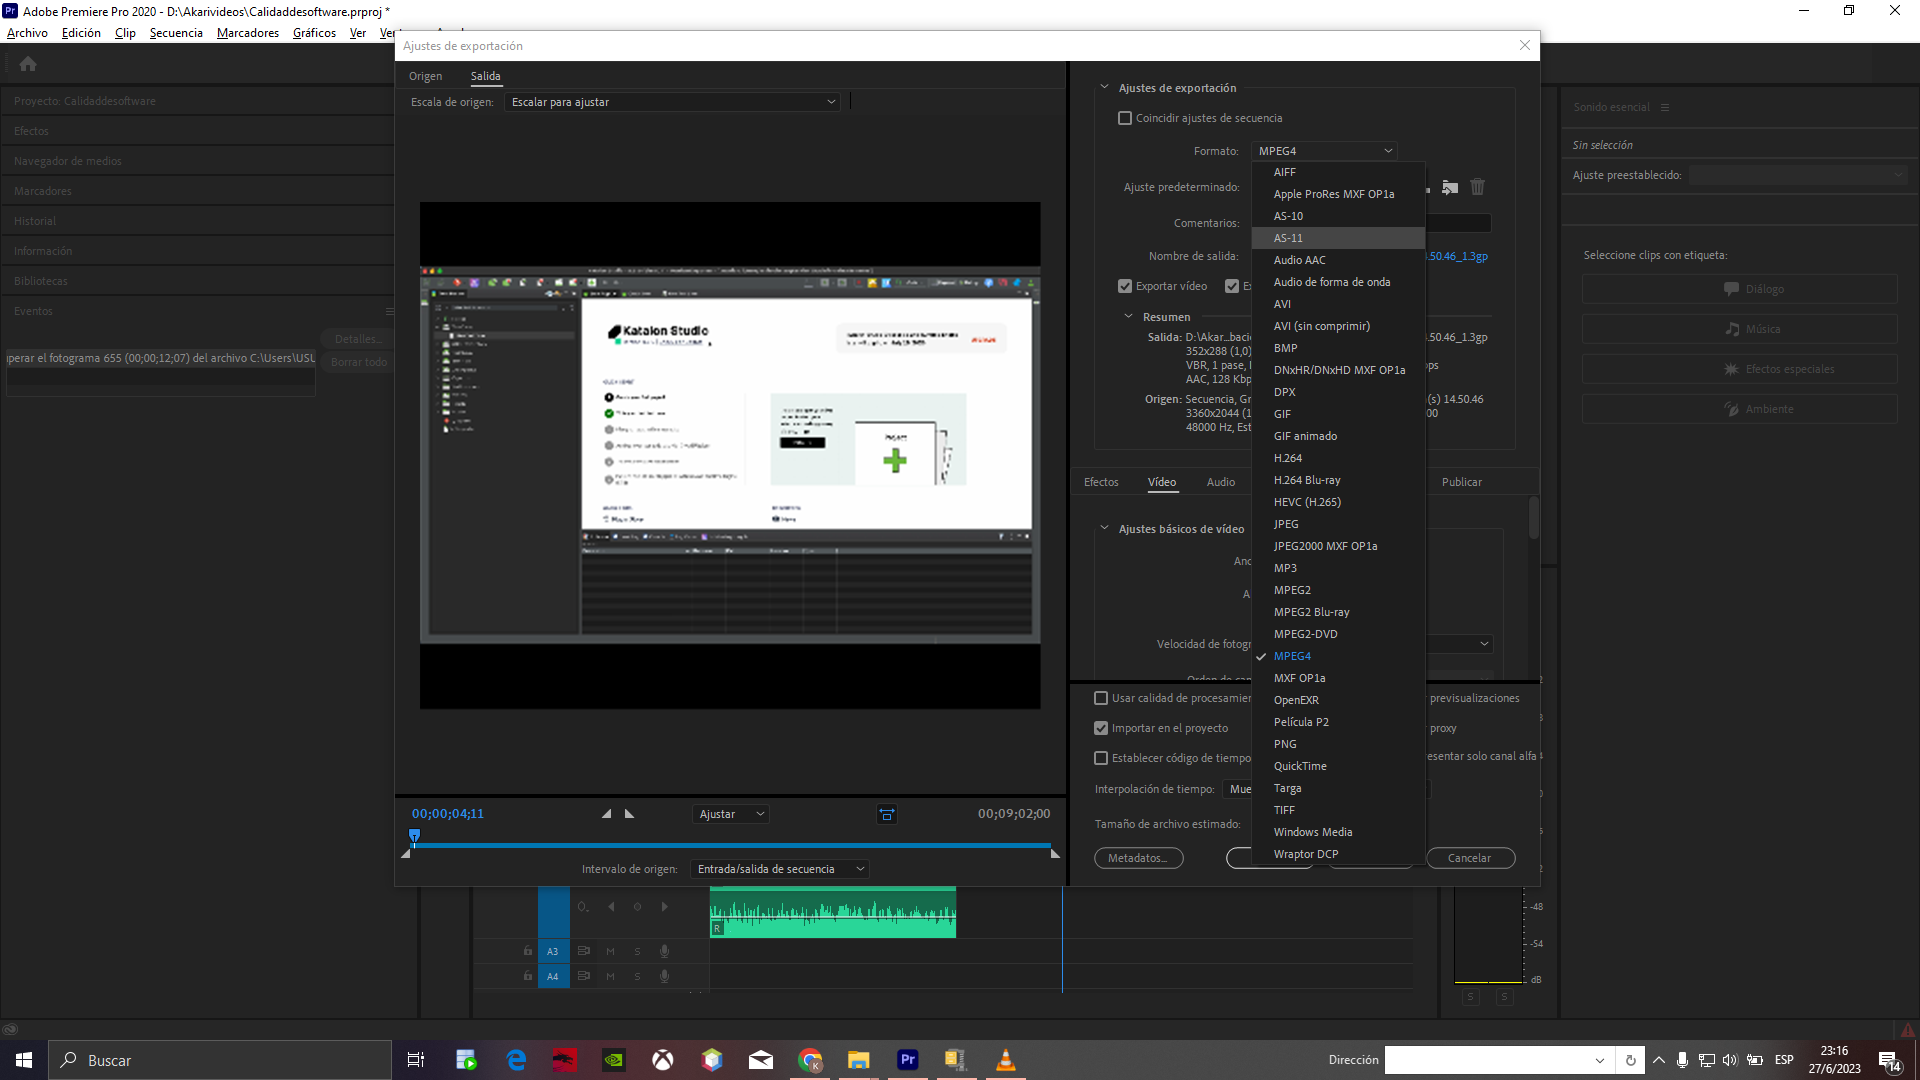 Adobe Premiere Pro 2020 - D:\Akarivideos\Calidaddesoftware.prproj *
Archivo Edición Clip Secuencia Marcadores Gráficos Ver
Ajustes de exportación
Origen Salida
Escala de origen: Escalar para ajustar
Ajustes de exportación
Coincidir ajustes de secuencia
Formato: MPEG4
AIFF
Apple ProRes MXF OP1a
AS-10
AS-11
Audio AAC
Audio de forma de onda
AVI
AVI (sin comprimir)
BMP
DNxHR/DNxHD MXF OP1a
DPX
GIF
GIF animado
H.264
H.264 Blu-ray
HEVC (H.265)
JPEG
JPEG2000 MXF OP1a
MP3
MPEG2
MPEG2 Blu-ray
MPEG2-DVD
MPEG4
MXF OP1a
OpenEXR
Película P2
PNG
QuickTime
Targa
TIFF
Windows Media
Wraptor DCP
Ajuste predeterminado:
Comentarios:
Nombre de salida: 4.50.46_1.3gp
Exportar vídeo
Resumen
Salida: D:\Akar...bacie 4.50.46_1.3gp
352x288 (1,0)
VBR, 1 pase, ops
AAC, 128 Kbp
Origen: Secuencia, Gr (s) 14.50.46
3360x2044 (1 00
48000 Hz, Est
Efectos Vídeo Audio Publicar
Ajustes básicos de vídeo
Velocidad de fotogr
Usar calidad de procesamie previsualizaciones
Importar en el proyecto proxy
Establecer código de tiempo esentar solo canal alfa
Interpolación de tiempo: Mue
Tamaño de archivo estimado:
Metadatos... Cancelar
Katalon Studio
Project
00;00;04;11 Ajustar 00;09;02;00
Intervalo de origen: Entrada/salida de secuencia
Proyecto: Calidaddesoftware
Efectos
Navegador de medios
Marcadores
Historial
Información
Bibliotecas
Eventos
Detalles...
perar el fotograma 655 (00;00;12;07) del archivo C:\Users\USU
Borrar todo
Sonido esencial
Sin selección
Ajuste preestablecido:
Seleccione clips con etiqueta:
Diálogo
Música
Efectos especiales
Ambiente
R
A3 M S
A4 M S
-48
-54
dB
S S
Buscar
Dirección
ESP
23:16
27/6/2023
14